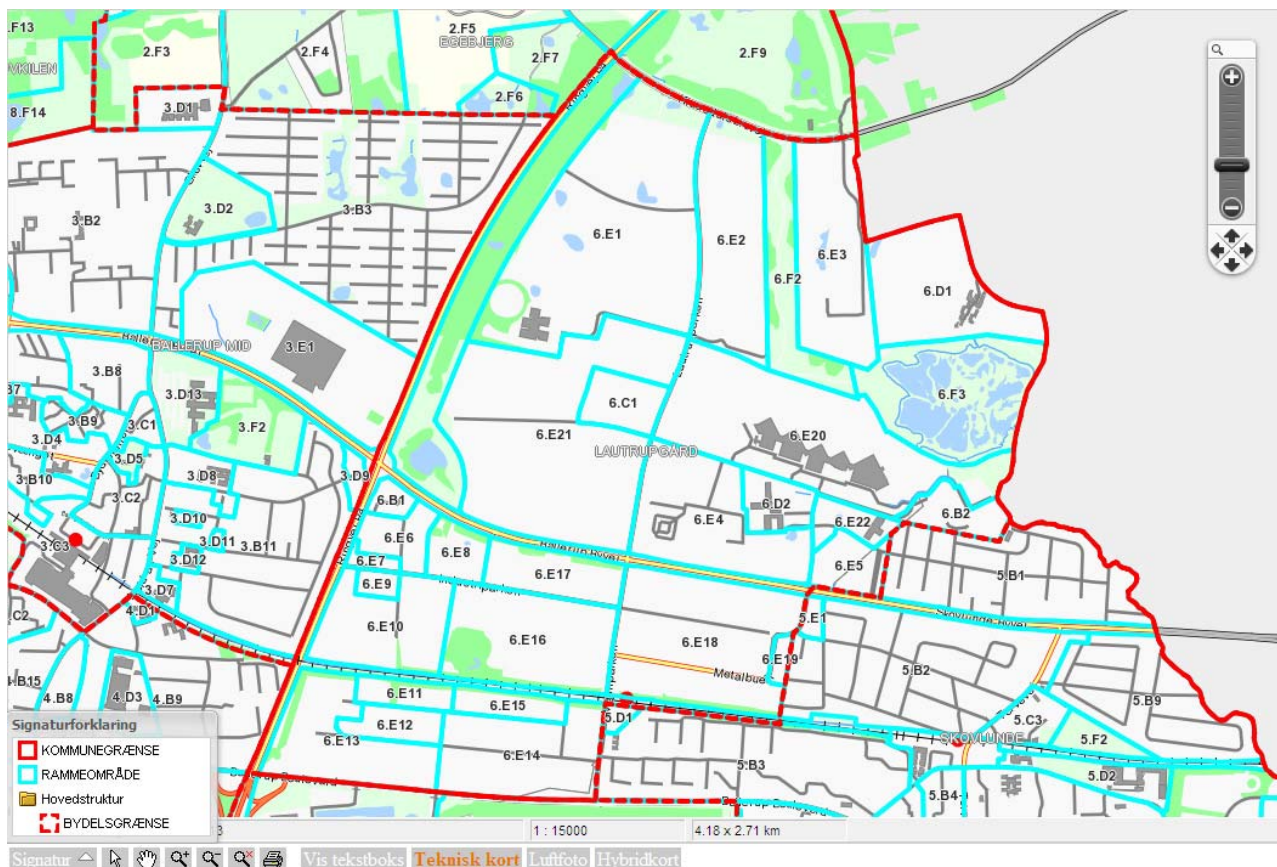 .F13
2.F3
2.F4
2.F5
EGEBJERG
2.F7
2.F9
VKILEN
2.F6
8.F14
3.D1
3.B2
3.D2
3.B3
6.E1
6.E2
6.E3
6.F2
6.D1
BALLERUP MID
3.E1
3.B8
3.D13
6.F3
B7
3.B9
3.C1
3.F2
6.C1
3.D4
6.E21
6.E20
LAUTRUPGÅRD
3.D5
3.B10
3.D8
3.D9
3.C2
6.B1
6.D2
6.B2
3.D10
6.E4
6.E22
3.C3
3.D11
3.B11
6.E6
6.E8
3.D12
6.E7
6.E17
6.E5
5.B1
Industriparken
3.D7
6.E9
Skovlunde Byvej
.C2
4.D1
5.E1
6.E10
6.E16
6.E18
5.B2
6.E19
Metalbuen
4.B15
4.B8
4.D3
4.B9
6.E11
6.E15
5.B9
5.D1
5.C3
6.E12
SKOVLUNDE
5.F2
6.E13
6.E14
5.B3
5.D2
5.B4
Signaturforklaring
KOMMUNEGRÆNSE
RAMMEOMRÅDE
Hovedstruktur
BYDELSGRÆNSE
3
1 : 15000
4.18 x 2.71 km
Signatur
Vis tekstboks Teknisk kort Luftfoto Hybridkort